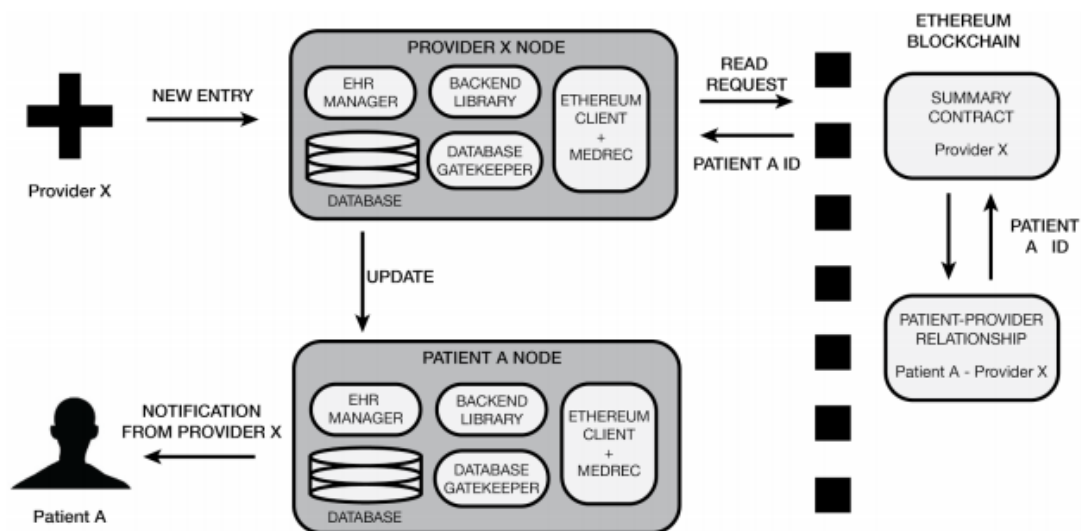 ETHEREUM
BLOCKCHAIN
PROVIDER X NODE
EHR
MANAGER
BACKEND
LIBRARY
ETHEREUM
CLIENT
+
MEDREC
DATABASE
GATEKEEPER
DATABASE
NEW ENTRY
Provider X
READ
REQUEST
PATIENT A ID
SUMMARY
CONTRACT
Provider X
PATIENT
A ID
UPDATE
PATIENT-PROVIDER
RELATIONSHIP
Patient A - Provider X
PATIENT A NODE
EHR
MANAGER
BACKEND
LIBRARY
ETHEREUM
CLIENT
+
MEDREC
DATABASE
GATEKEEPER
DATABASE
NOTIFICATION
FROM PROVIDER X
Patient A